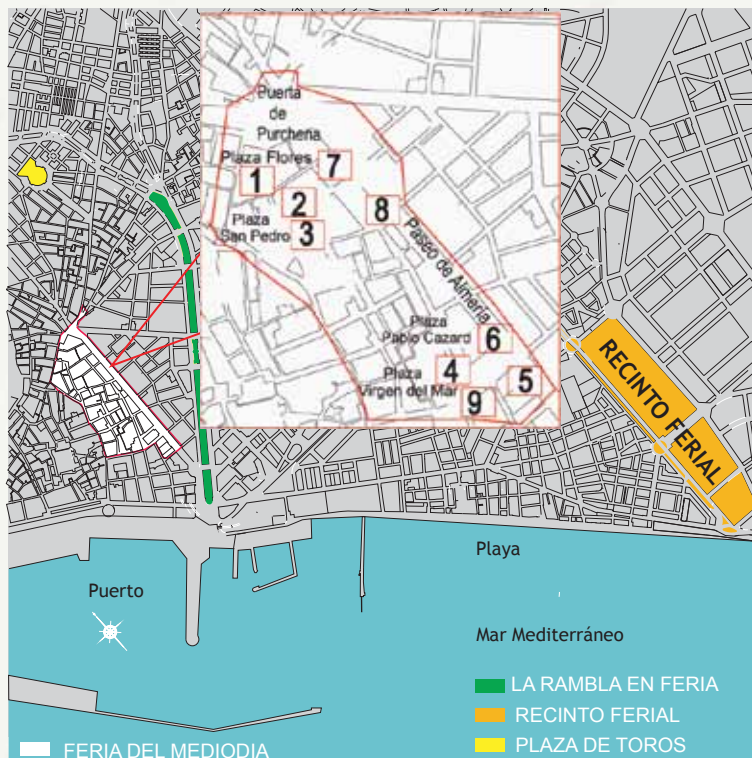 Puerta
de
Purchena
Plaza Flores
7
1
2
8
Plaza
San Pedro
3
Paseo de Almería
Plaza
Pablo Cazard
6
4
Plaza
Virgen del Mar
5
9
RECINTO FERIAL
Playa
Puerto
Mar Mediterráneo
LA RAMBLA EN FERIA
RECINTO FERIAL
FERIA DEL MEDIODIA
PLAZA DE TOROS